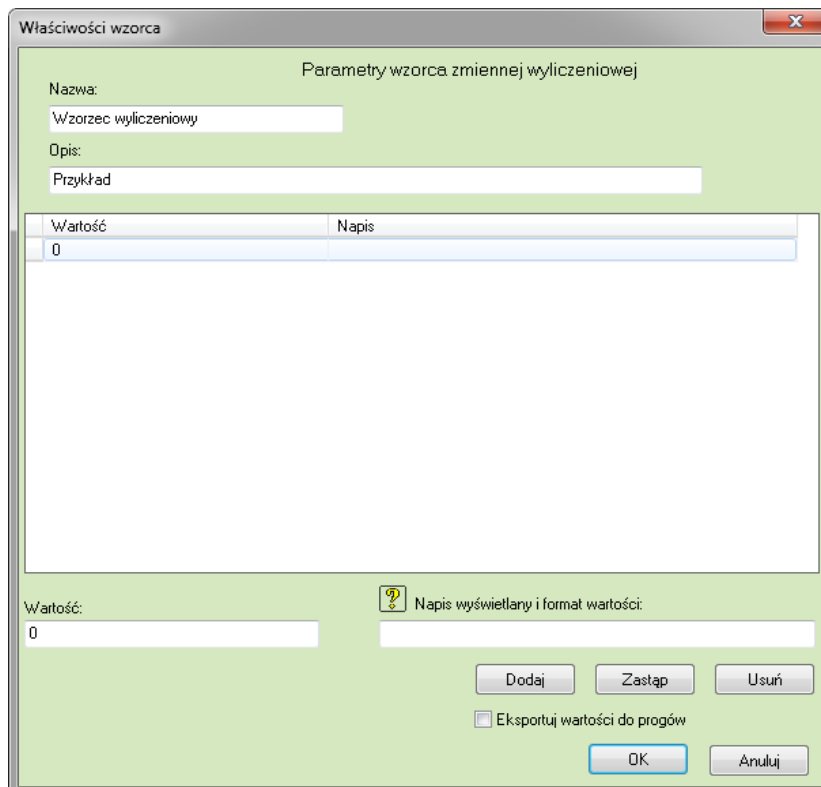 Właściwości wzorca
Parametry wzorca zmiennej wyliczeniowej
Nazwa:
Wzorzec wyliczeniowy
Opis:
Przykład
Wartość Napis
0
Wartość: ? Napis wyświetlany i format wartości:
0
Dodaj Zastąp Usuń
Eksportuj wartości do progów
OK Anuluj